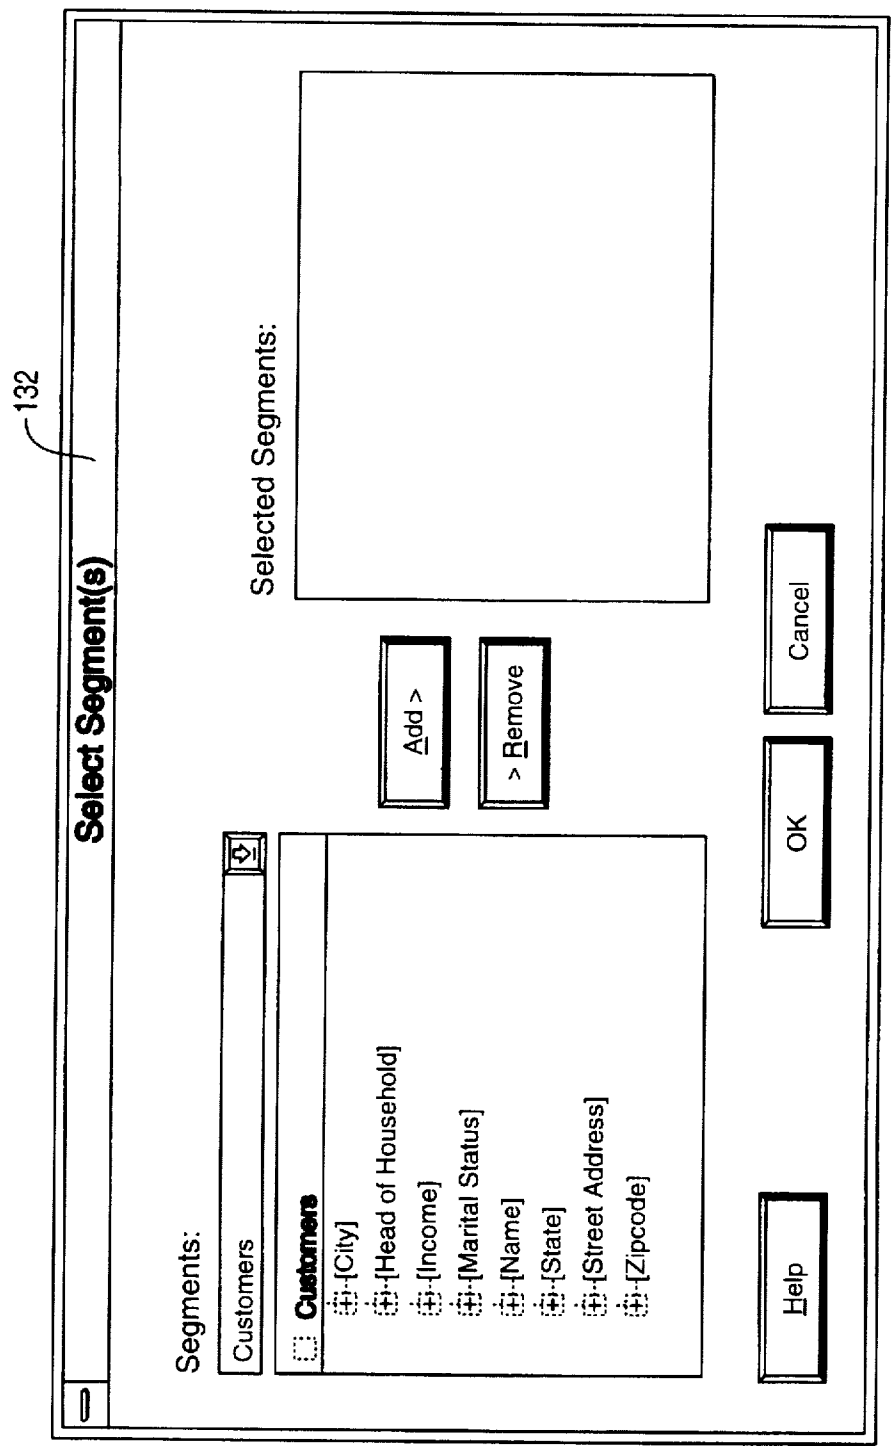 132
Select Segment(s)
Segments:
Customers
Customers
[City]
[Head of Household]
[Income]
[Marital Status]
[Name]
[State]
[Street Address]
[Zipcode]
Add >
> Remove
Selected Segments:
Help
OK
Cancel